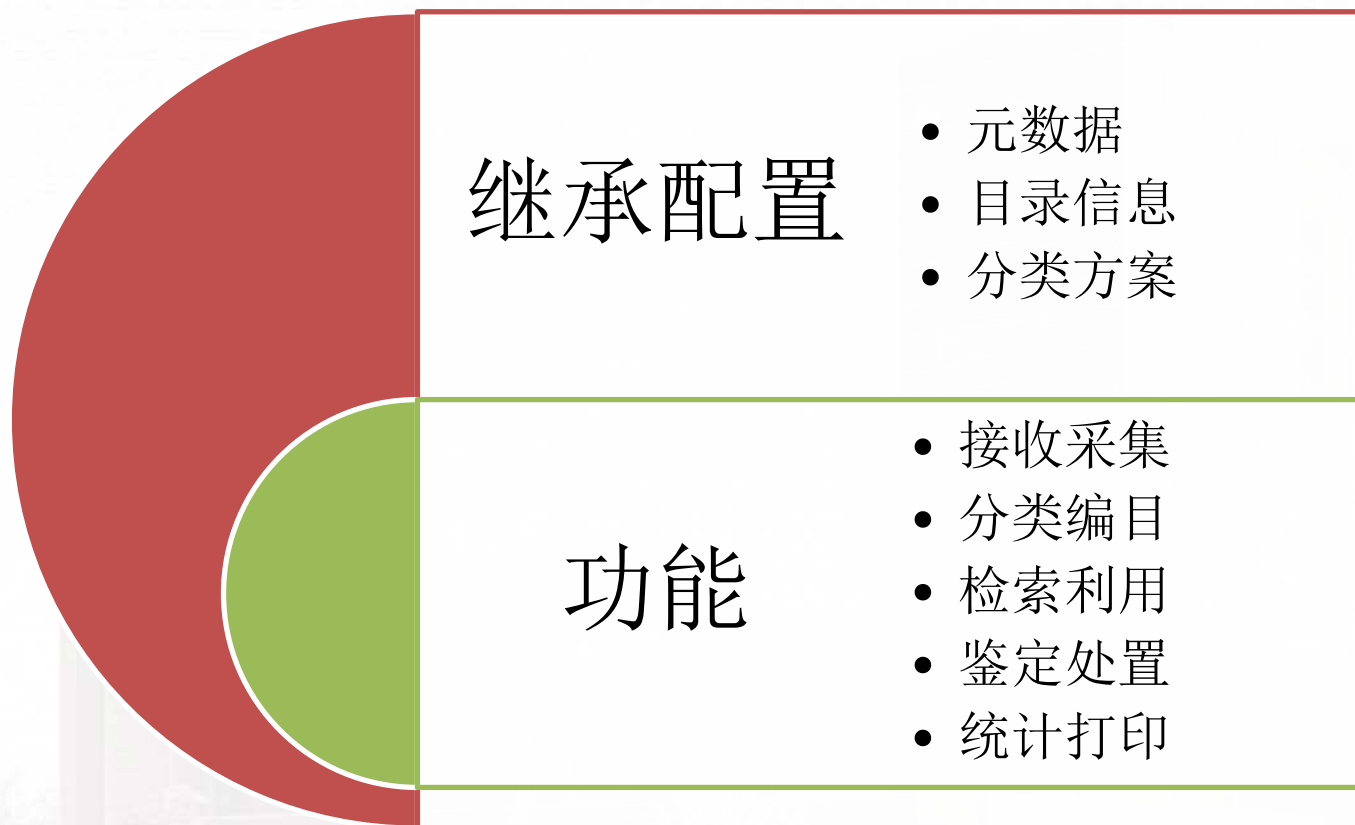 继承配置
• 元数据
• 目录信息
• 分类方案
功能
• 接收采集
• 分类编目
• 检索利用
• 鉴定处置
• 统计打印